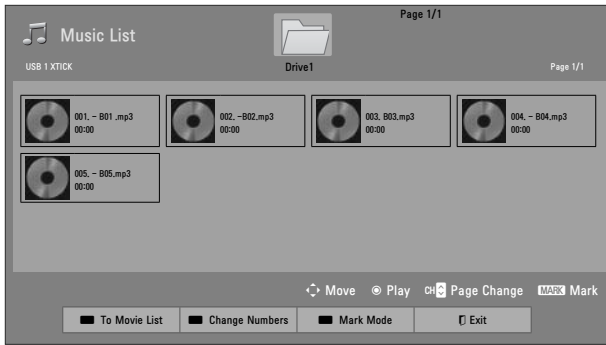 Page 1/1
Music List
USB 1 XTICK
Drive1
Page 1/1
001. - B01 .mp3
00:00
002. -B02.mp3
00:00
003. B03.mp3
00:00
004. - B04.mp3
00:00
005. - B05.mp3
00:00
Move Play CH Page Change MARK Mark
To Movie List Change Numbers Mark Mode Exit